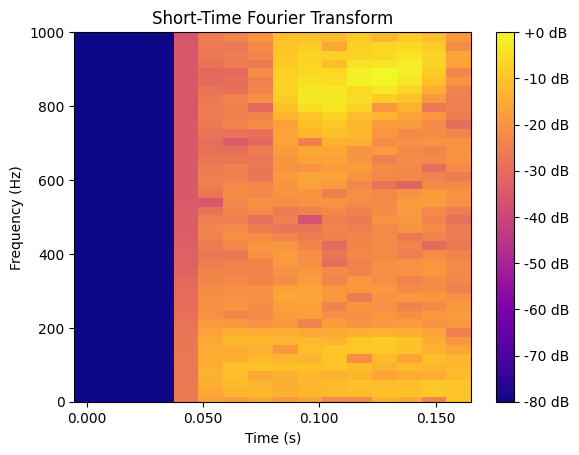 Short-Time Fourier Transform
1000
800
600
400
200
0
Frequency (Hz)
0.000
0.050
0.100
0.150
Time (s)
+0 dB
-10 dB
-20 dB
-30 dB
-40 dB
-50 dB
-60 dB
-70 dB
-80 dB